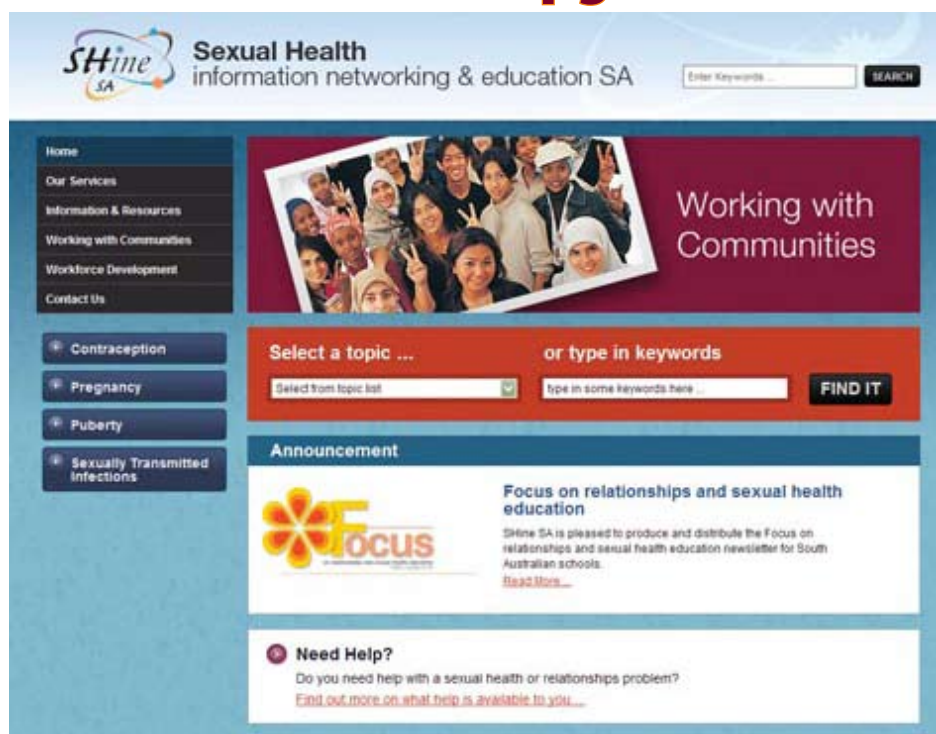 SHine
SA
Sexual Health
information networking & education SA
Enter Keywords ...
SEARCH
Home
Our Services
Information & Resources
Working with Communities
Workforce Development
Contact Us
Working with
Communities
Contraception
Pregnancy
Puberty
Sexually Transmitted
Infections
Select a topic ...
or type in keywords
Select from topic list
type in some keywords here ...
FIND IT
Announcement
Focus
Focus on relationships and sexual health
education
SHine SA is pleased to produce and distribute the Focus on
relationships and sexual health education newsletter for South
Australian schools.
Read More ...
Need Help?
Do you need help with a sexual health or relationships problem?
Find out more on what help is available to you ...